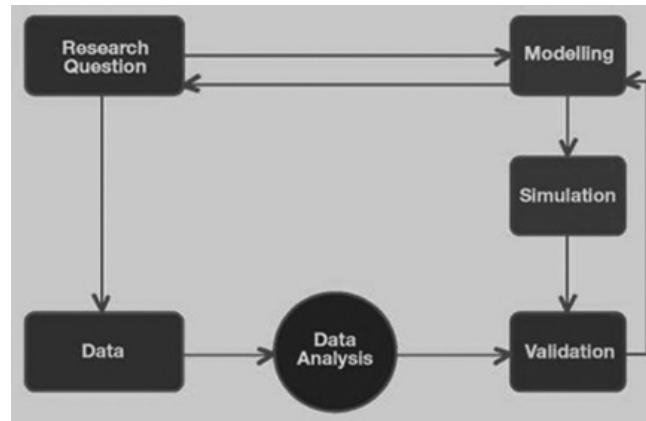 Research
Question
Modelling
Simulation
Data
Data
Analysis
Validation